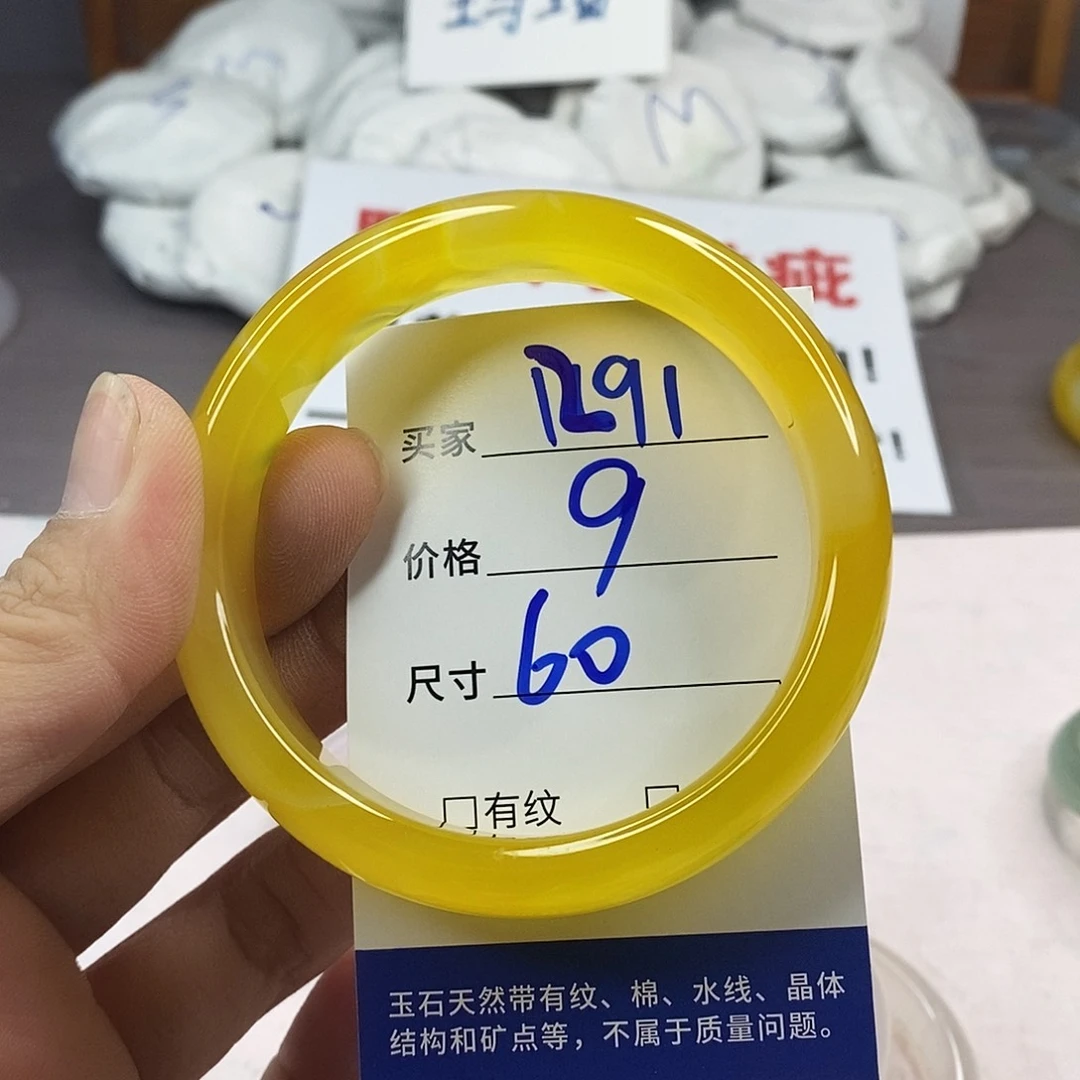 M
疵
买家 1291
价格 9
尺寸 60
□有纹 □
玉石天然带有纹、棉、水线、晶体
结构和矿点等，不属于质量问题。